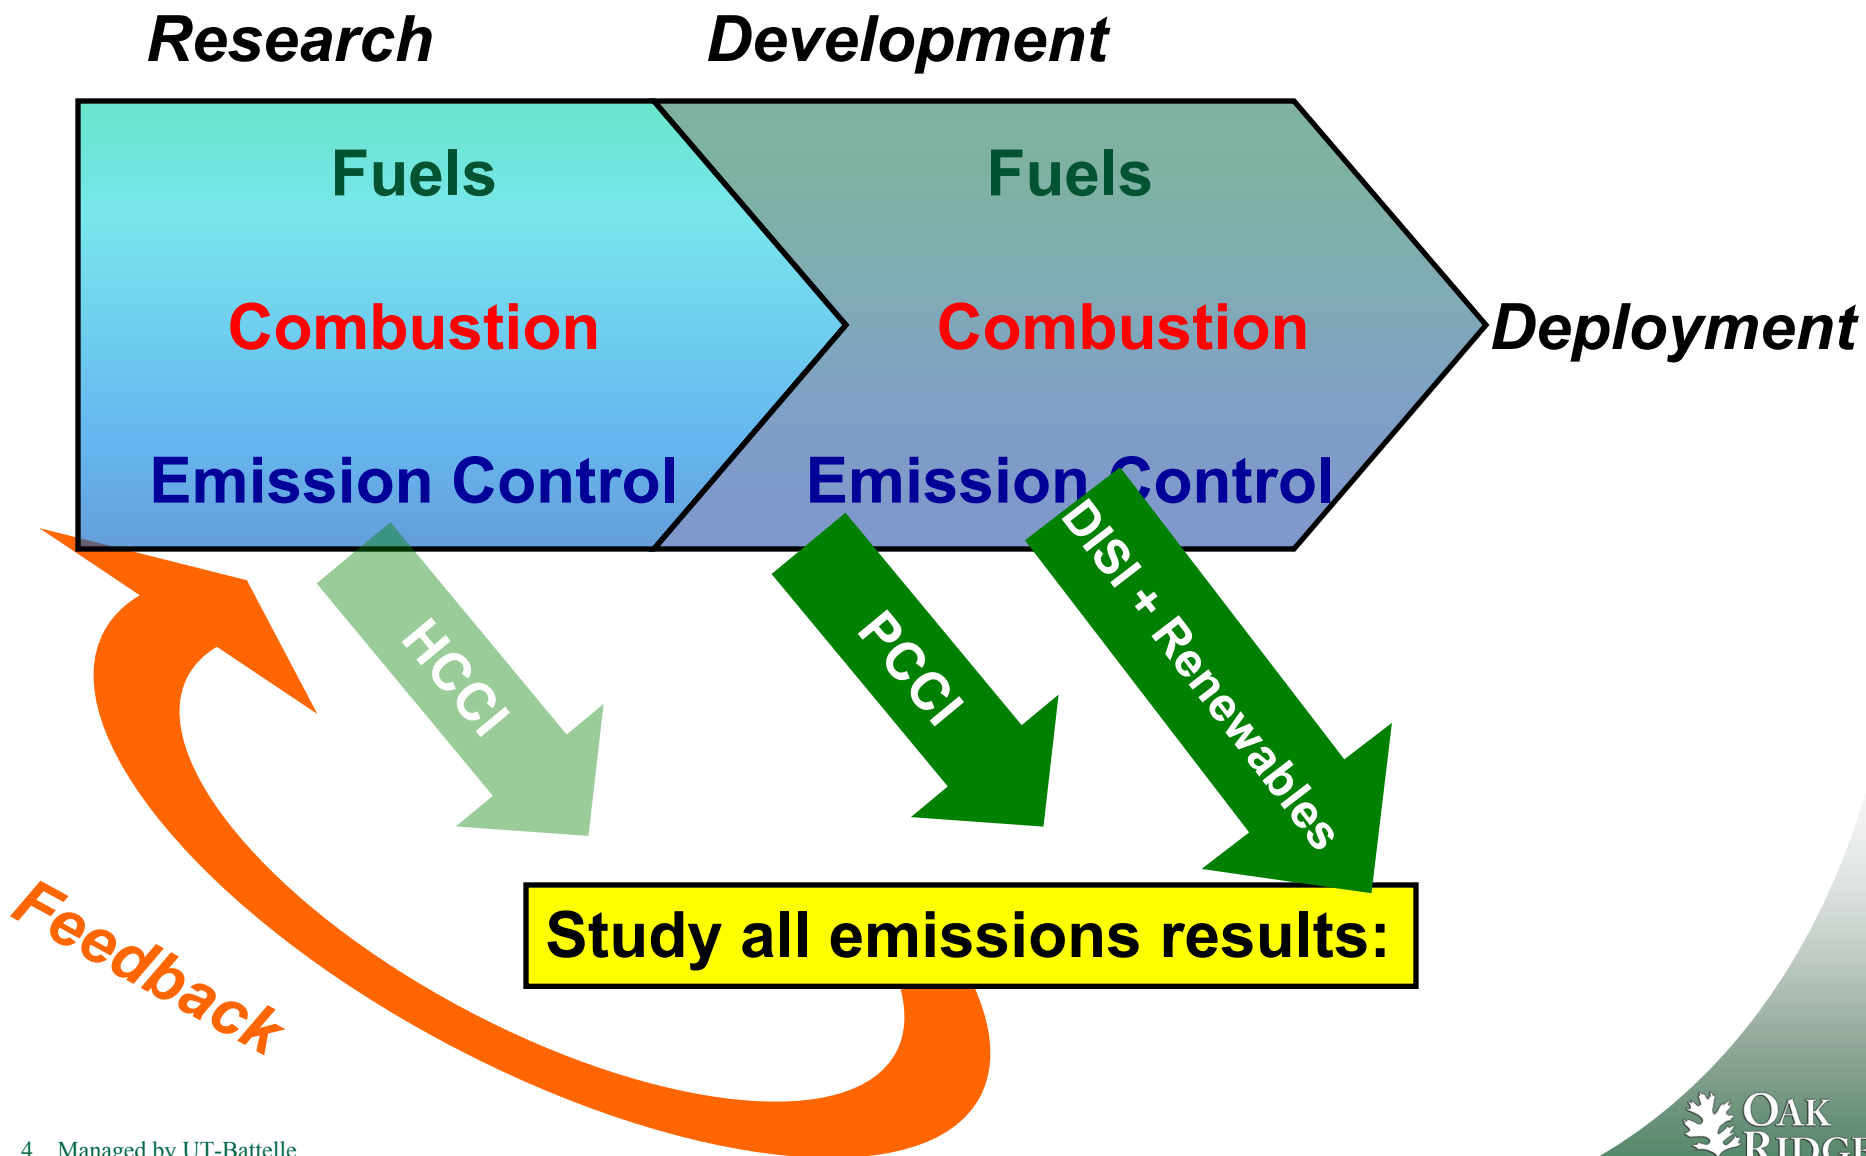 Research
Development
Fuels
Fuels
Combustion
Combustion
Deployment
Emission Control
Emission Control
HCCI
PCCI
DISI + Renewables
Study all emissions results:
Feedback
OAK
RIDGE
4 Managed by UT-Battelle